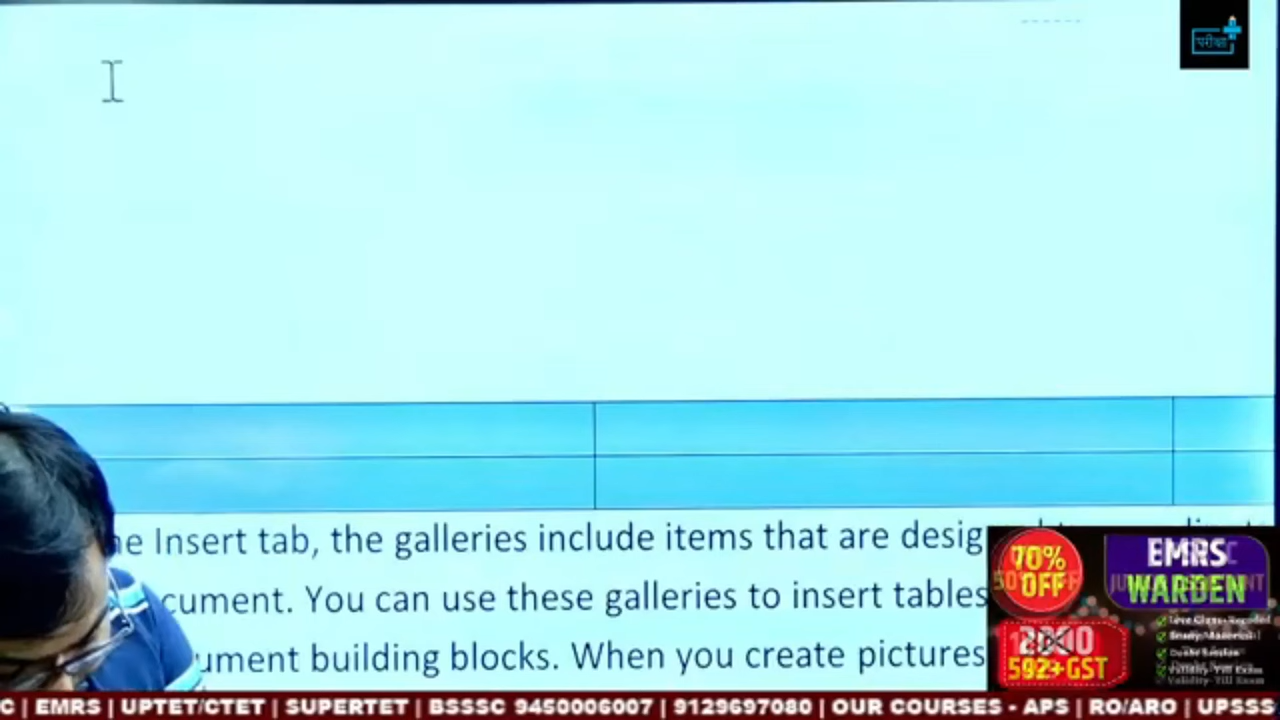 परीक्षा
he Insert tab, the galleries include items that are desig
cument. You can use these galleries to insert tables
ument building blocks. When you create pictures
70%
OFF
EMRS
WARDEN
592+GST
C | EMRS | UPTET/CTET | SUPERTET | BSSSC 9450006007 | 9129697080 | OUR COURSES - APS | RO/ARO | UPSSS